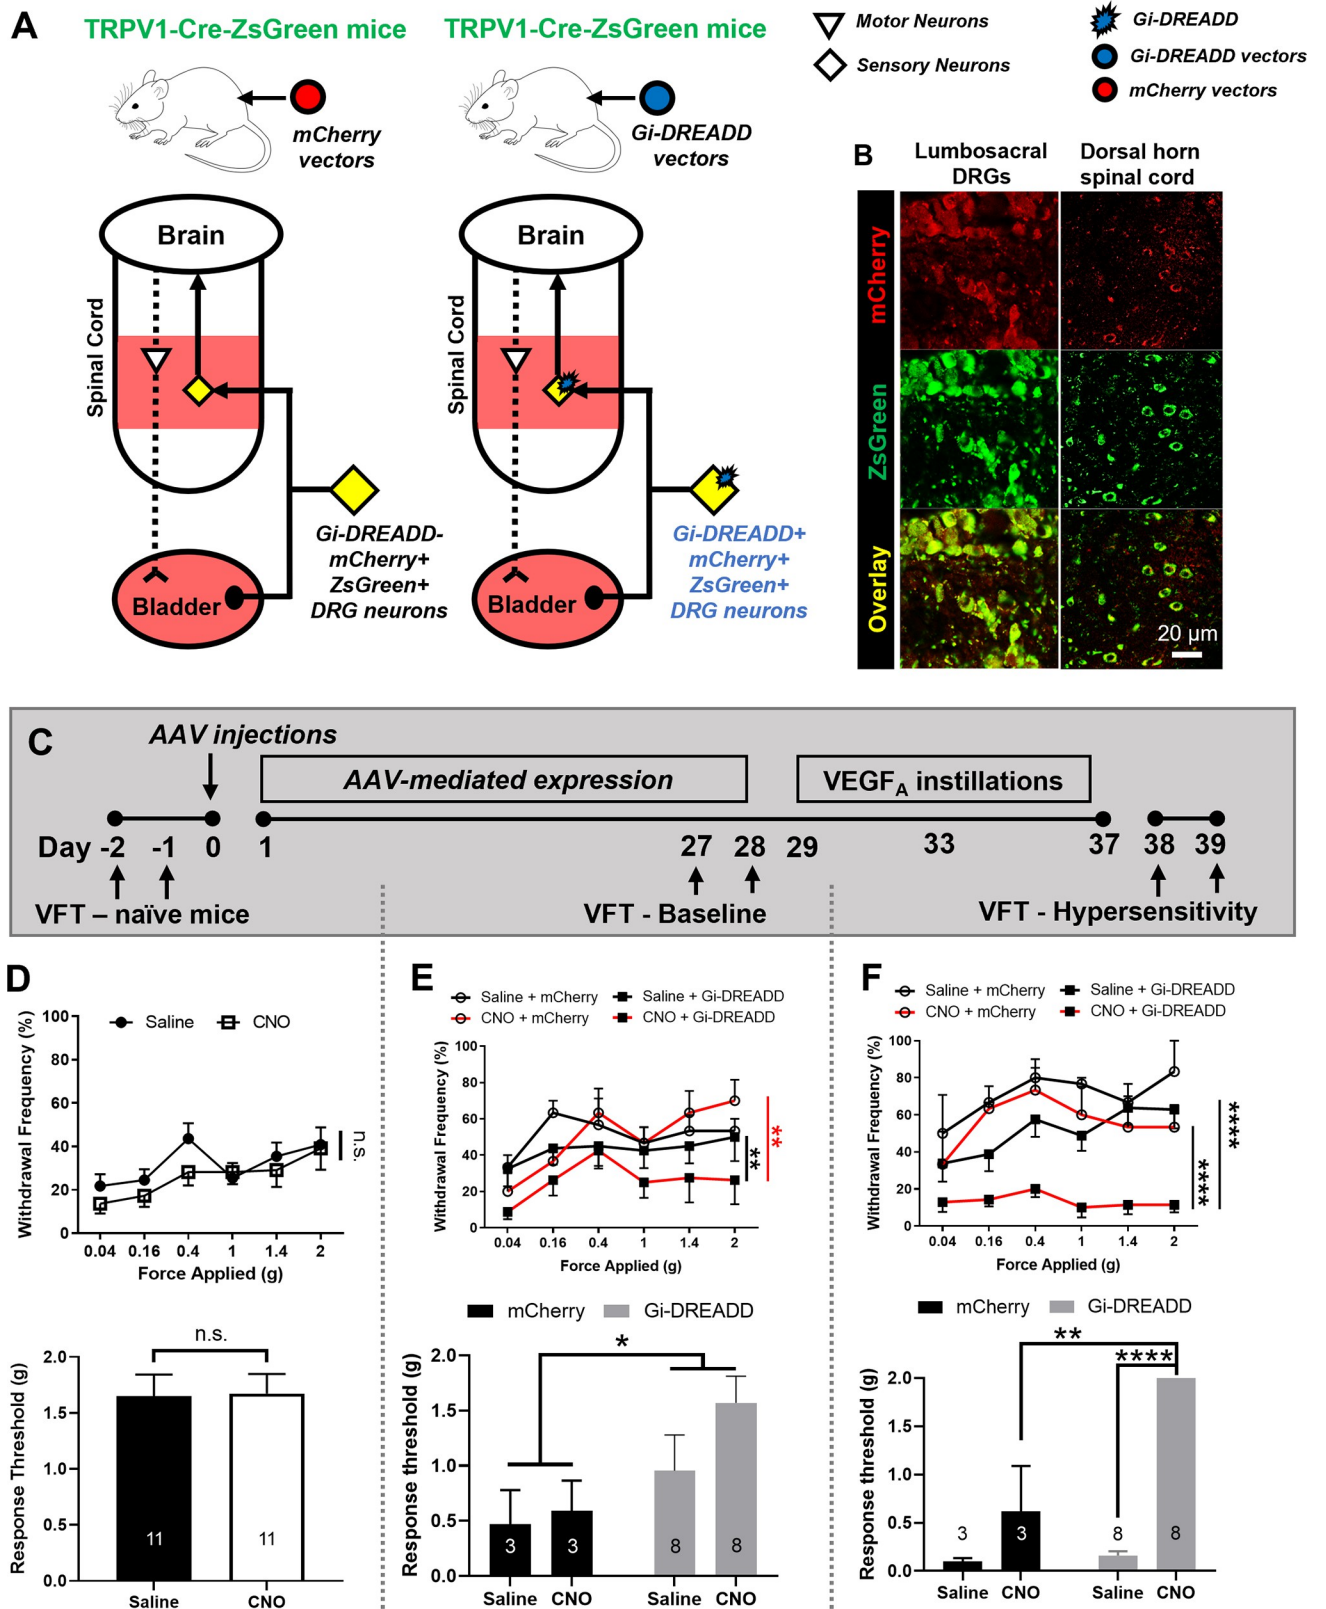 A
TRPV1-Cre-ZsGreen mice
TRPV1-Cre-ZsGreen mice
mCherry
vectors
Gi-DREADD
vectors
Motor Neurons
Sensory Neurons
Gi-DREADD
Gi-DREADD vectors
mCherry vectors
Brain
Spinal Cord
Bladder
Gi-DREADD-
mCherry+
ZsGreen+
DRG neurons
Brain
Spinal Cord
Bladder
Gi-DREADD+
mCherry+
ZsGreen+
DRG neurons
B
Lumbosacral
DRGs
Dorsal horn
spinal cord
mCherry
ZsGreen
Overlay
20 µm
C
AAV injections
AAV-mediated expression
VEGFA instillations
Day -2 -1 0 1 27 28 29 33 37 38 39
VFT – naïve mice
VFT - Baseline
VFT - Hypersensitivity
D
Saline CNO
Withdrawal Frequency (%)
100
80
60
40
20
0
n.s.
0.04 0.16 0.4 1 1.4 2
Force Applied (g)
n.s.
Response Threshold (g)
2.0
1.5
1.0
0.5
0.0
11 11
Saline CNO
E
Saline + mCherry Saline + Gi-DREADD
CNO + mCherry CNO + Gi-DREADD
Withdrawal Frequency (%)
100
80
60
40
20
0
**
**
0.04 0.16 0.4 1 1.4 2
Force Applied (g)
mCherry Gi-DREADD
*
Response threshold (g)
2.0
1.5
1.0
0.5
0.0
3 3 8 8
Saline CNO Saline CNO
F
Saline + mCherry Saline + Gi-DREADD
CNO + mCherry CNO + Gi-DREADD
Withdrawal Frequency (%)
100
80
60
40
20
0
****
****
0.04 0.16 0.4 1 1.4 2
Force Applied (g)
mCherry Gi-DREADD
**
****
Response threshold (g)
2.0
1.5
1.0
0.5
0.0
3 3 8 8
Saline CNO Saline CNO